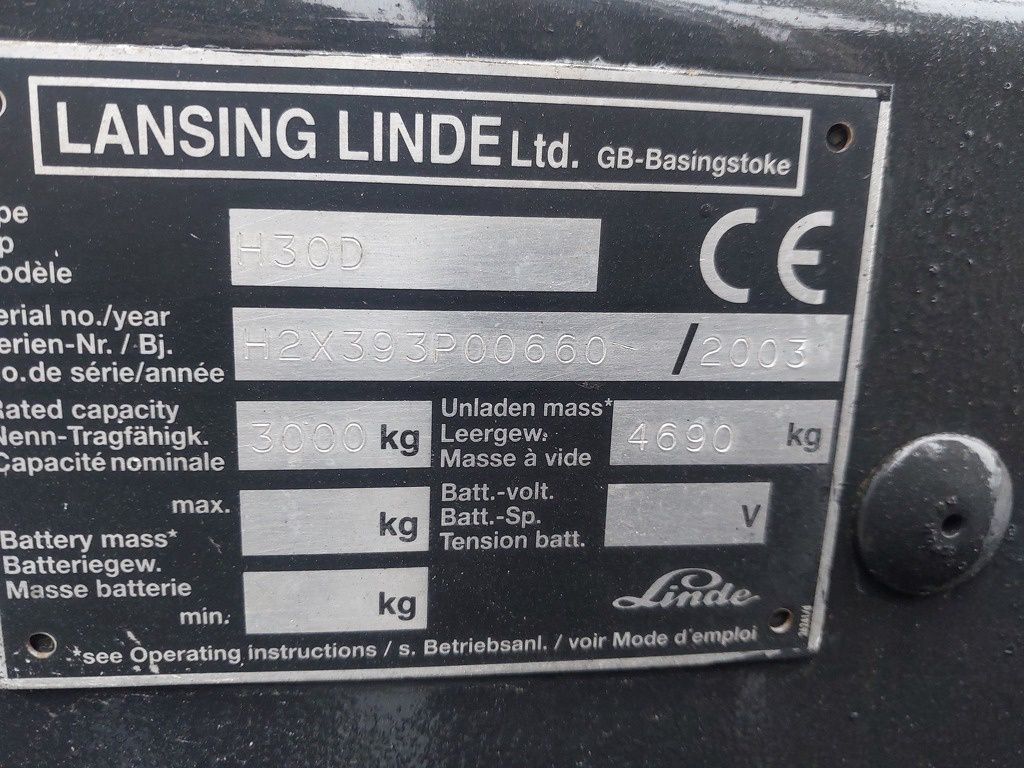 LANSING LINDE Ltd. GB-Basingstoke
pe
p
odèle
H30D
CE
erial no./year
erien-Nr. / Bj.
o.de série/année
H2X393P00660 / 2003
Rated capacity
Nenn-Tragfähigk.
Capacité nominale
3000 kg
Unladen mass*
Leergew.
Masse à vide
4690 kg
max.
kg
Batt.-volt.
Batt.-Sp.
Tension batt.
V
Battery mass*
Batteriegew.
Masse batterie
min.
kg
Linde
*see Operating instructions / s. Betriebsanl. / voir Mode d'emploi